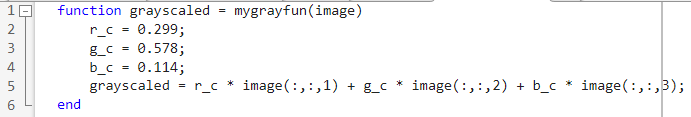 1 function grayscaled = mygrayfun(image)
2 r_c = 0.299;
3 g_c = 0.578;
4 b_c = 0.114;
5 grayscaled = r_c * image(:,:,1) + g_c * image(:,:,2) + b_c * image(:,:,3);
6 end